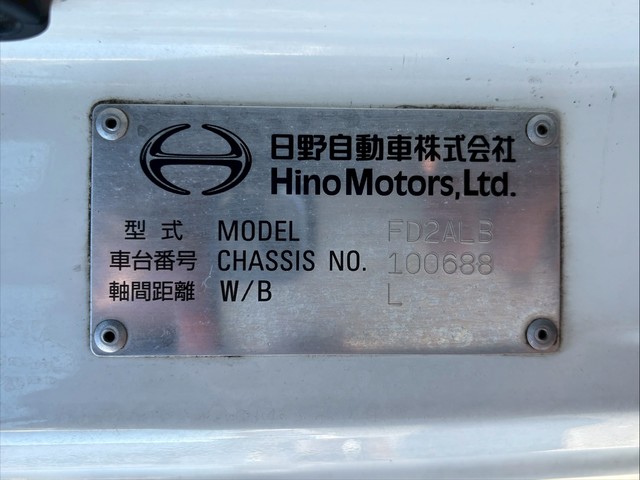 日野自動車株式会社
Hino Motors, Ltd.
型式 MODEL FD2ALB
車台番号 CHASSIS NO. 100688
軸間距離 W/B L